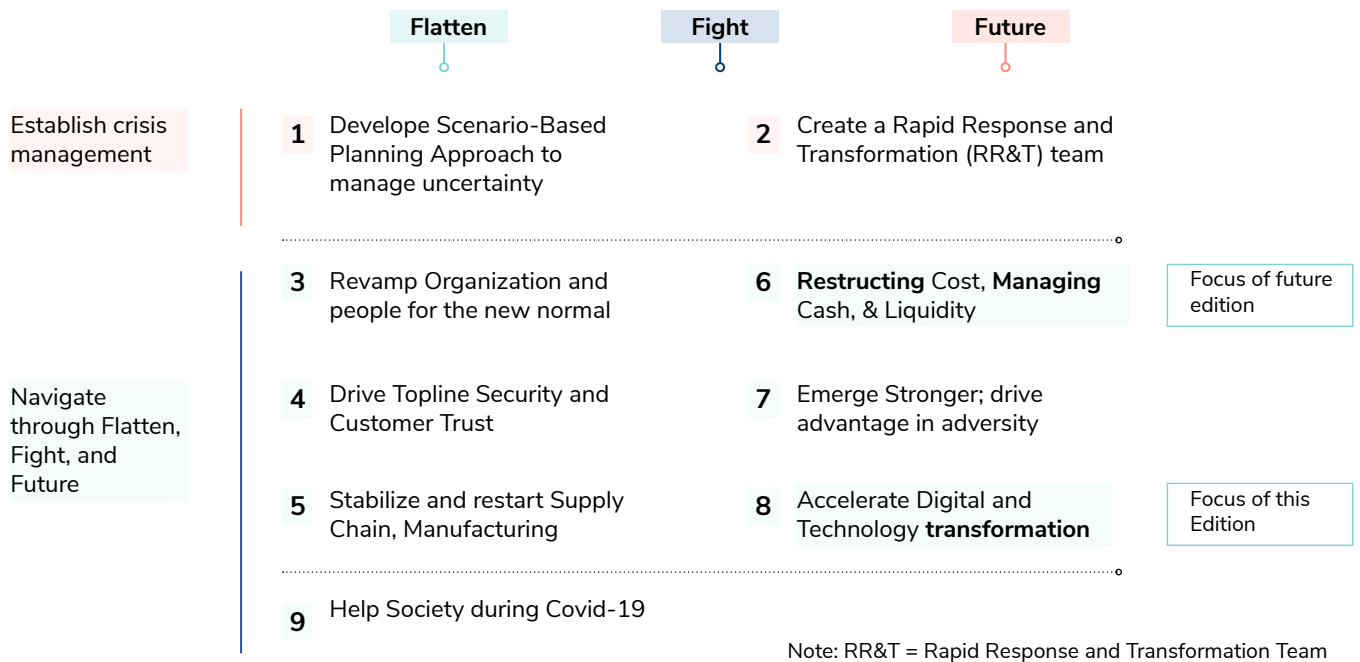 Flatten
Fight
Future
Establish crisis
management
1
Develope Scenario-Based
Planning Approach to
manage uncertainty
2
Create a Rapid Response and
Transformation (RR&T) team
Navigate
through Flatten,
Fight, and
Future
3
Revamp Organization and
people for the new normal
6
Restructing Cost, Managing
Cash, & Liquidity
Focus of future
edition
4
Drive Topline Security and
Customer Trust
7
Emerge Stronger; drive
advantage in adversity
5
Stabilize and restart Supply
Chain, Manufacturing
8
Accelerate Digital and
Technology transformation
Focus of this
Edition
9
Help Society during Covid-19
Note: RR&T = Rapid Response and Transformation Team